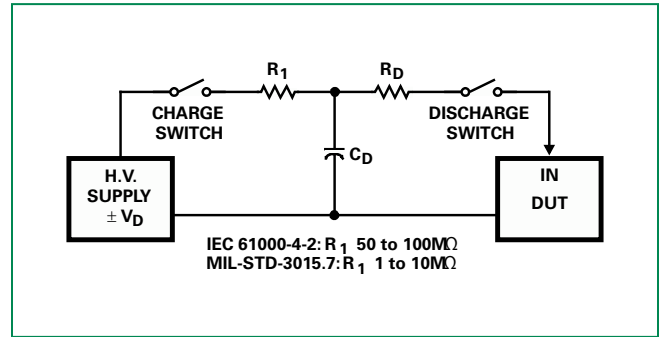 R1
RD
CHARGE
SWITCH
DISCHARGE
SWITCH
CD
H.V.
SUPPLY
± VD
IN
DUT
IEC 61000-4-2: R1 50 to 100MΩ
MIL-STD-3015.7: R1 1 to 10MΩ